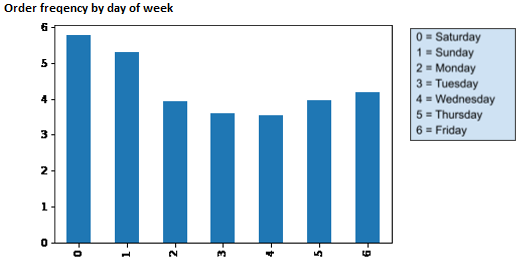 Order freqency by day of week
6
5
4
3
2
1
0
0 1 2 3 4 5 6
0 = Saturday
1 = Sunday
2 = Monday
3 = Tuesday
4 = Wednesday
5 = Thursday
6 = Friday